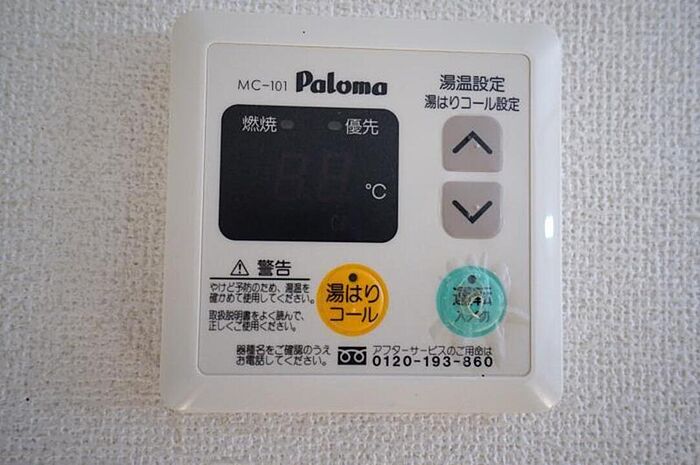 MC-101 Paloma
湯温設定
湯はりコール設定
燃焼 優先
℃
警告
やけど予防のため、湯温を
確かめて使用してください。
取扱説明書をよく読んで、
正しくご使用ください。
湯はり
コール
運転
入/切
器種名をご確認のうえ
お電話してください。
アフターサービスのご用命は
0120-193-860